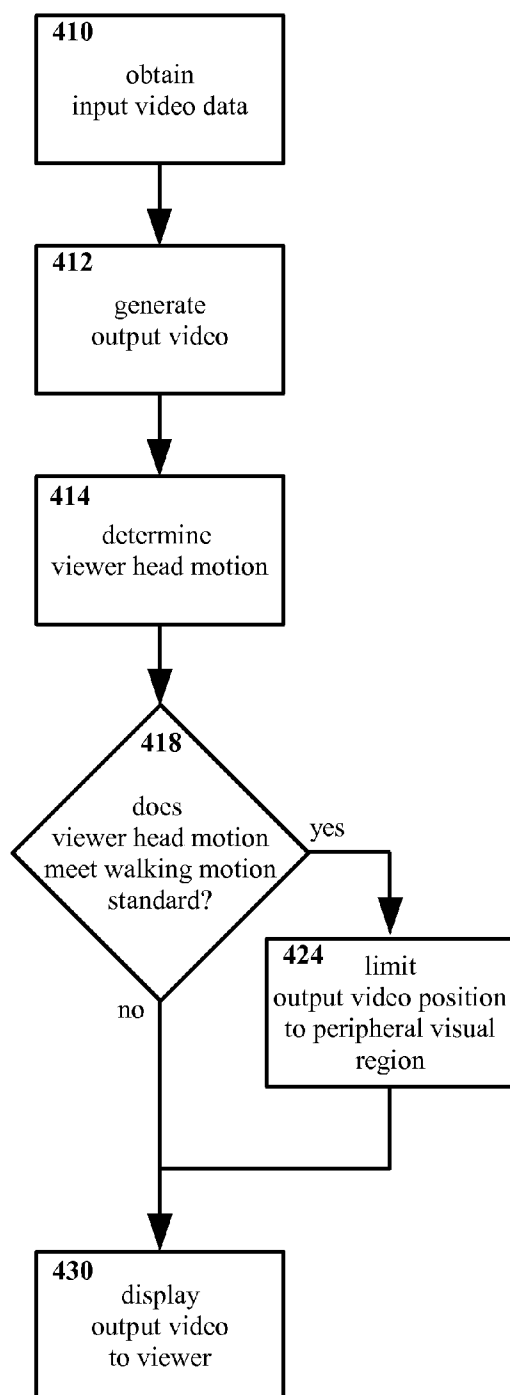 410
obtain
input video data
412
generate
output video
414
determine
viewer head motion
418
does
viewer head motion
meet walking motion
standard?
yes
no
424
limit
output video position
to peripheral visual
region
430
display
output video
to viewer